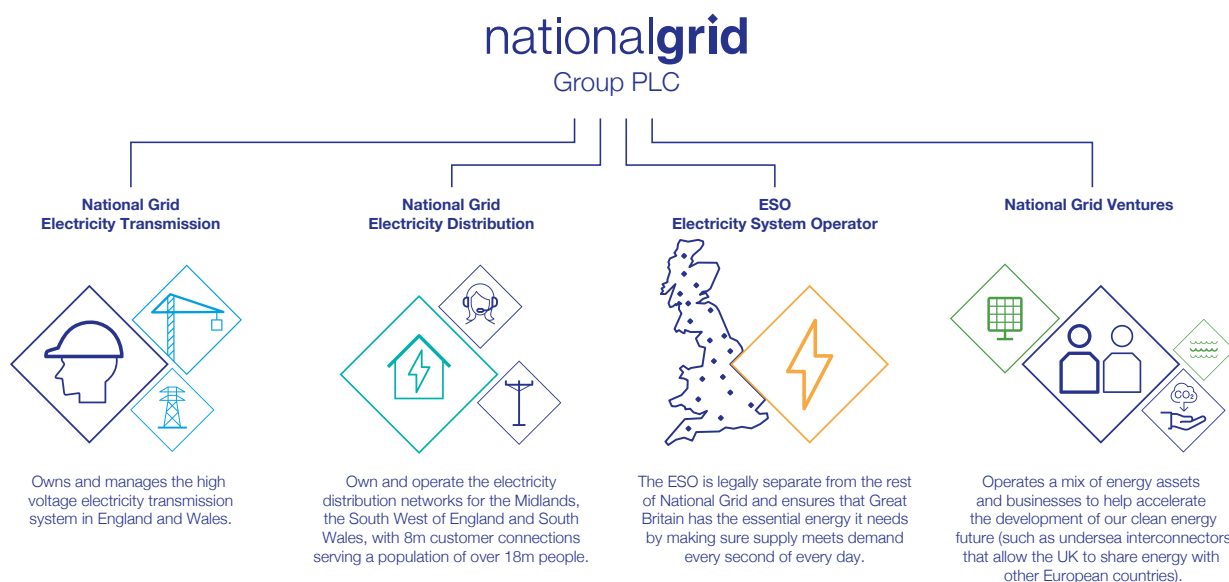 nationalgrid
Group PLC
National Grid
Electricity Transmission
National Grid
Electricity Distribution
ESO
Electricity System Operator
National Grid Ventures
CO₂
Owns and manages the high
voltage electricity transmission
system in England and Wales.
Own and operate the electricity
distribution networks for the Midlands,
the South West of England and South
Wales, with 8m customer connections
serving a population of over 18m people.
The ESO is legally separate from the rest
of National Grid and ensures that Great
Britain has the essential energy it needs
by making sure supply meets demand
every second of every day.
Operates a mix of energy assets
and businesses to help accelerate
the development of our clean energy
future (such as undersea interconnectors
that allow the UK to share energy with
other European countries).